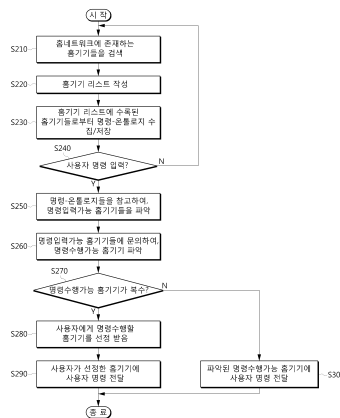 시 작
S210
홈네트워크에 존재하는
홈기기들을 검색
S220
홈기기 리스트 작성
S230
홈기기 리스트에 수록된
홈기기들로부터 명령-온톨로지 수
집/저장
S240
사용자 명령 입력?
N
Y
S250
명령-온톨로지들을 참고하여,
명령입력가능 홈기기들을 파악
S260
명령입력가능 홈기기들에 문의하여,
명령수행가능 홈기기 파악
S270
명령수행가능 홈기기가 복수?
N
Y
S280
사용자에게 명령수행할
홈기기를 선정 받음
S290
사용자가 선정한 홈기기에
사용자 명령 전달
파악된 명령수행가능 홈기기에
사용자 명령 전달
S30
종 료